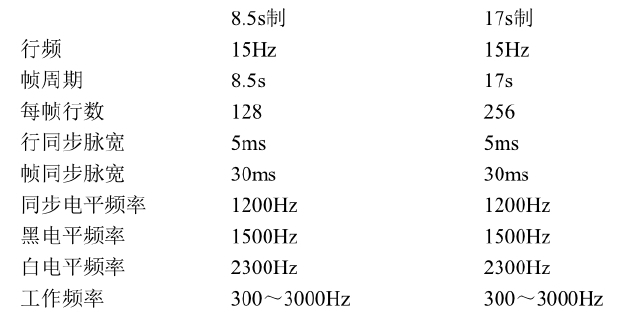 8.5s制 17s制
行频 15Hz 15Hz
帧周期 8.5s 17s
每帧行数 128 256
行同步脉宽 5ms 5ms
帧同步脉宽 30ms 30ms
同步电平频率 1200Hz 1200Hz
黑电平频率 1500Hz 1500Hz
白电平频率 2300Hz 2300Hz
工作频率 300～3000Hz 300～3000Hz